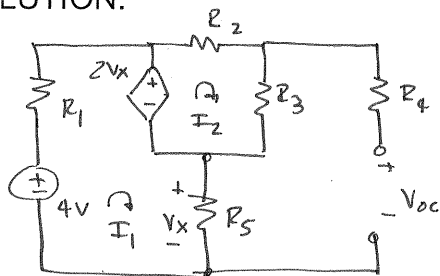 SOLUTION:
R2
2Vx
+
-
R1
I2
R3
R4
+
-
4V
I1
+
Vx
-
R5
+
-
Voc